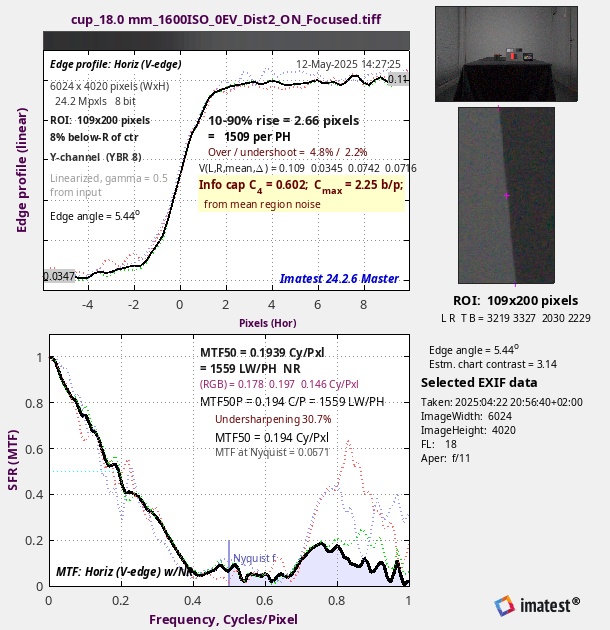 cup_18.0 mm_1600ISO_0EV_Dist2_ON_Focused.tiff
Edge profile: Horiz (V-edge)
12-May-2025 14:27:25
6024 x 4020 pixels (WxH)
24.2 Mpxls   8 bit
0.11
ROI:  109x200 pixels
8% below-R of ctr
Y-channel  (YBR 8)
Linearized, gamma = 0.5
from input
Edge angle = 5.44o
10-90% rise = 2.66 pixels
=   1509 per PH
Over / undershoot =  4.8% /  2.2%
V(L,R,mean,Δ) = 0.109  0.0345  0.0742  0.0716
Info cap C4 = 0.602;  Cmax = 2.25 b/p;
from mean region noise
0.0347
Imatest 24.2.6 Master
Edge profile (linear)
-4 -2 0 2 4 6 8
Pixels (Hor)
ROI:  109x200 pixels
L R  T B = 3219 3327  2030 2229
Edge angle = 5.44o
Estm. chart contrast = 3.14
Selected EXIF data
Taken: 2025:04:22 20:56:40+02:00
ImageWidth:  6024
ImageHeight:  4020
FL:   18
Aper:  f/11
MTF50 = 0.1939 Cy/Pxl
= 1559 LW/PH  NR
(RGB) = 0.178  0.197  0.146 Cy/Pxl
MTF50P = 0.194 C/P = 1559 LW/PH
Undersharpening 30.7%
MTF50 = 0.194 Cy/Pxl
MTF at Nyquist = 0.0671
Nyquist f.
MTF: Horiz (V-edge) w/NR
SFR (MTF)
1
0.8
0.6
0.4
0.2
0
0 0.2 0.4 0.6 0.8 1
Frequency, Cycles/Pixel
imatest®